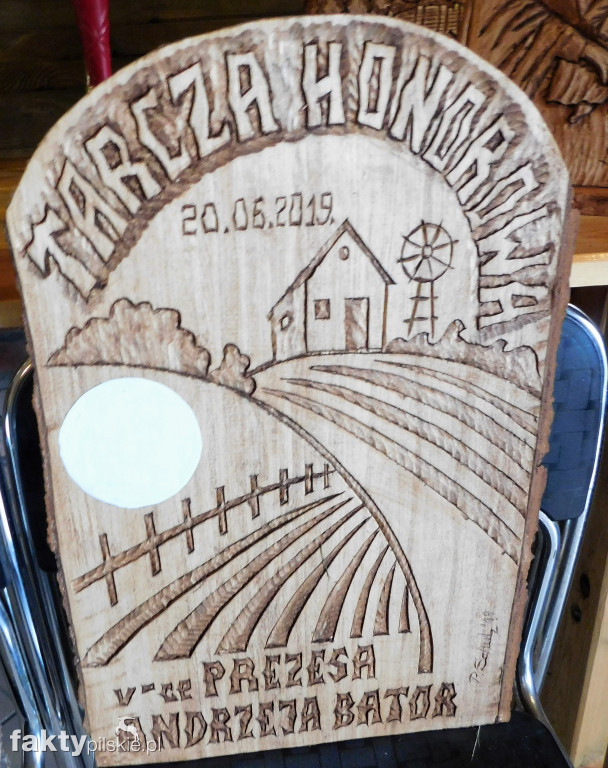 TARCZA HONOROWA
20.06.2019.
v-ce PREZESA
ANDRZEJA BATOR
faktypilskie.pl